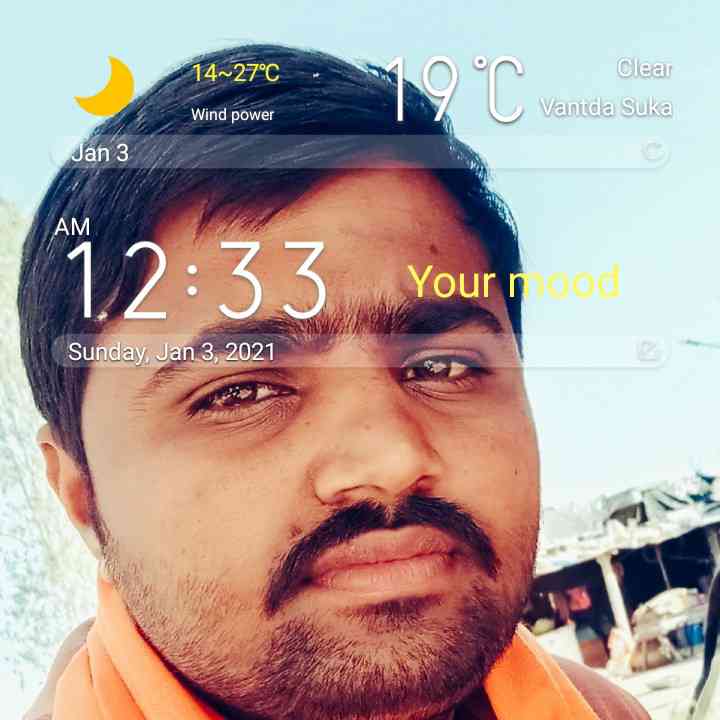 14~27°C
19°C
Clear
Wind power
Vantda Suka
Jan 3
AM
12:33
Your mood
Sunday, Jan 3, 2021